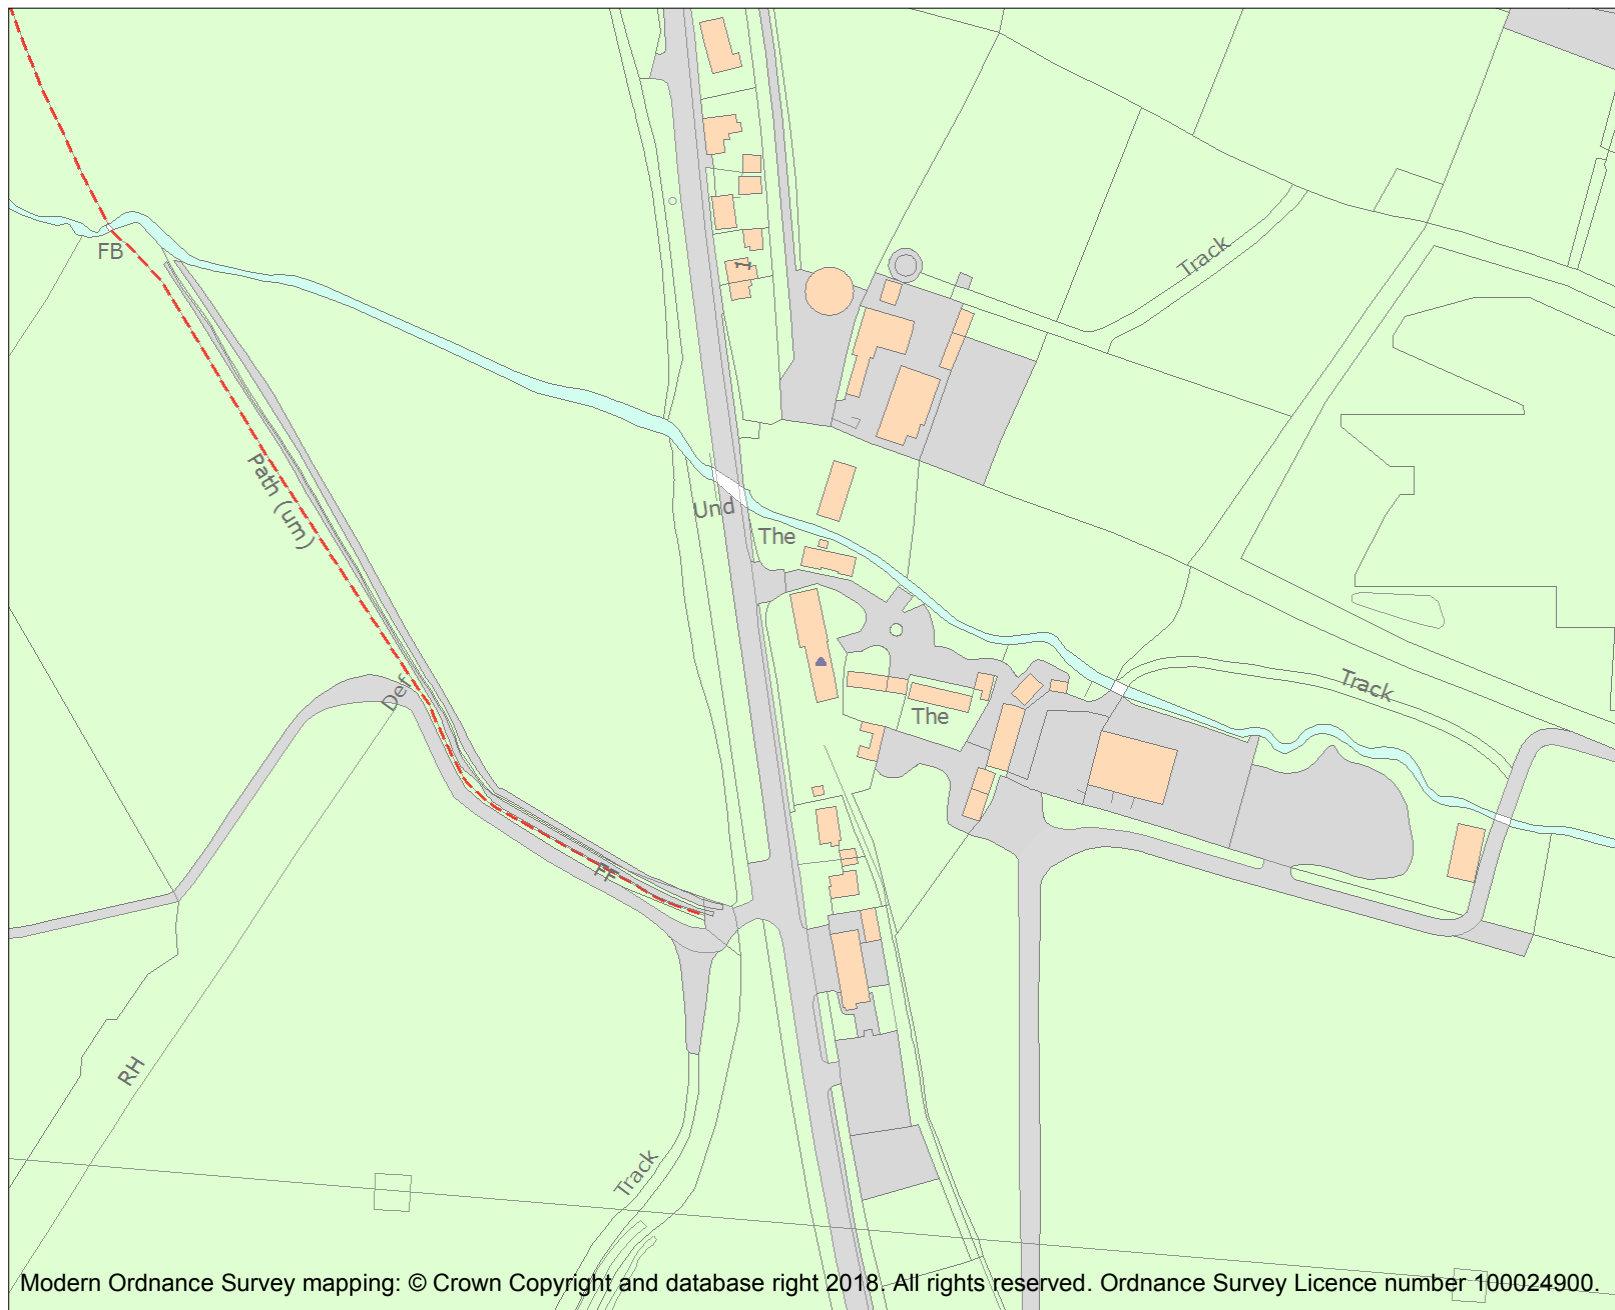 FB
Track
Path (um)
Und
The
Def
Track
The
FF
RH
Track
Modern Ordnance Survey mapping: © Crown Copyright and database right 2018. All rights reserved. Ordnance Survey Licence number 100024900.